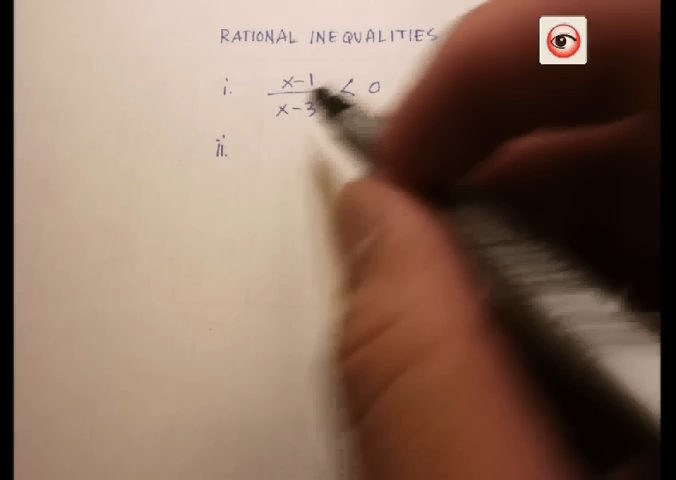 RATIONAL INEQUALITIES
i. x-1
x-3 < 0
ii.